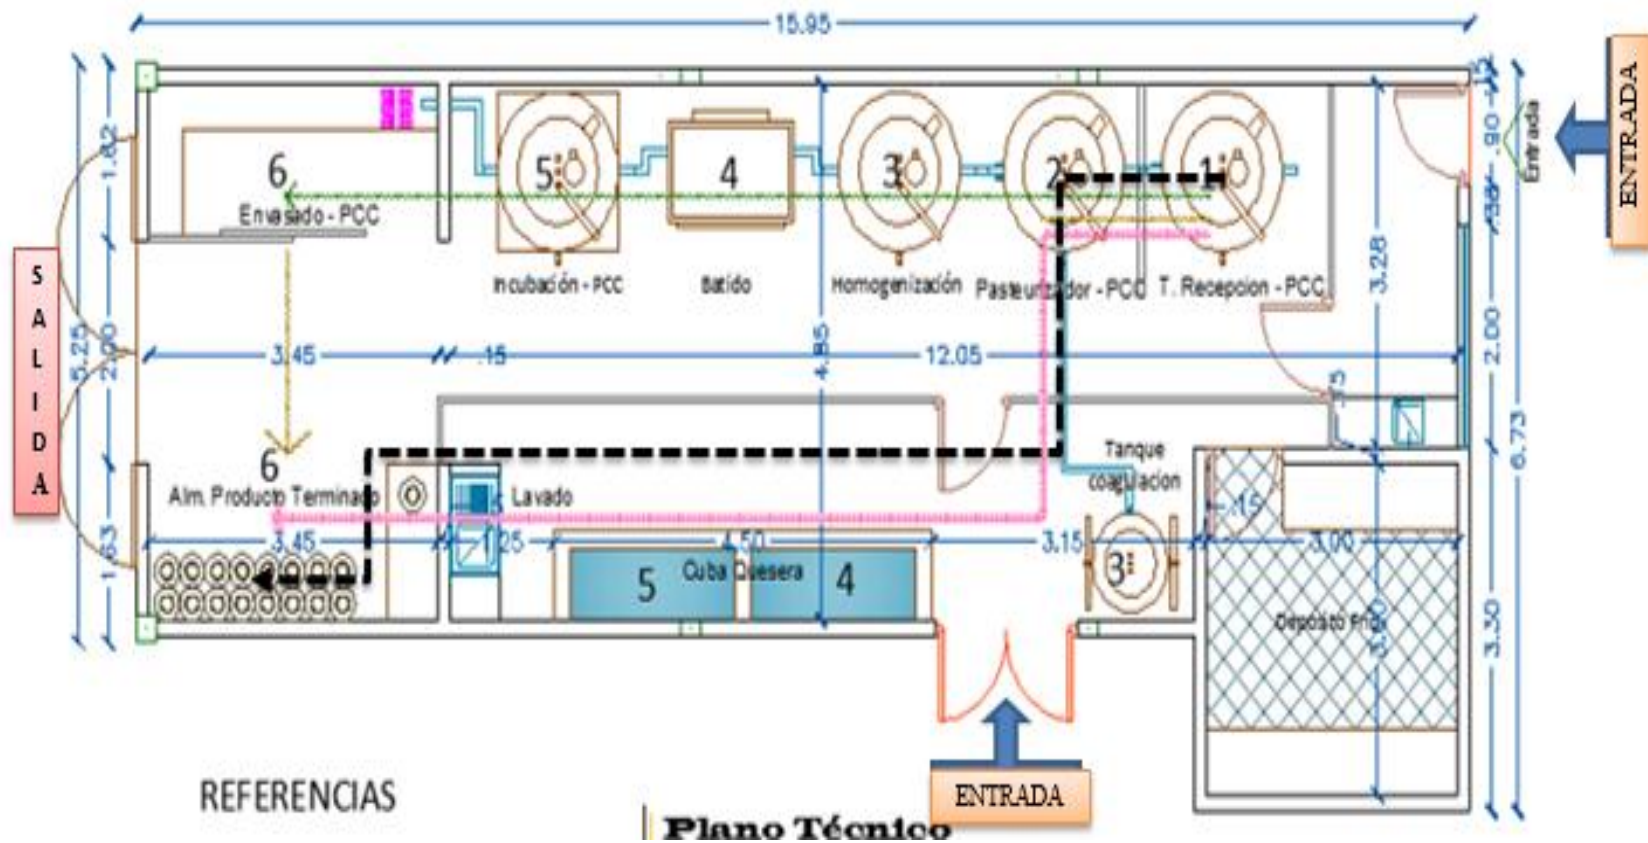 15.95
15
ENTRADA
1.62
.90
Entrada
6
5
4
3
2
1
Envasado - PCC
Incubación - PCC
Batido
Homogenización
Pasteurizador - PCC
T. Recepcion - PCC
3.28
SALIDA
5.25
2.00
3.45
.15
4.85
12.05
2.00
.75
6.73
6
Tanque
coagulacion
Alm. Producto Terminado
Lavado
.15
1.63
3.45
4.50
3.15
3.00
5
Cuba Quesera
4
3
Depósito Frio
3.30
REFERENCIAS
ENTRADA
Plano Técnico